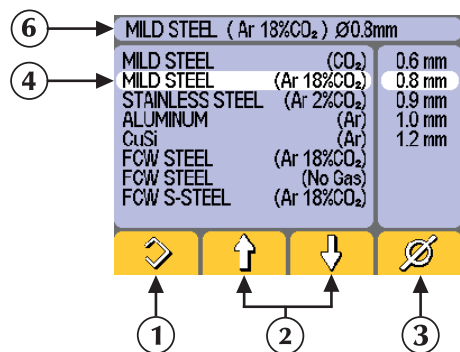 MILD STEEL ( Ar 18%CO₂ ) Ø0.8mm
MILD STEEL (CO₂) 0.6 mm
MILD STEEL (Ar 18%CO₂) 0.8 mm
STAINLESS STEEL (Ar 2%CO₂) 0.9 mm
ALUMINUM (Ar) 1.0 mm
CuSi (Ar) 1.2 mm
FCW STEEL (Ar 18%CO₂)
FCW STEEL (No Gas)
FCW S-STEEL (Ar 18%CO₂)
6
4
1
2
3